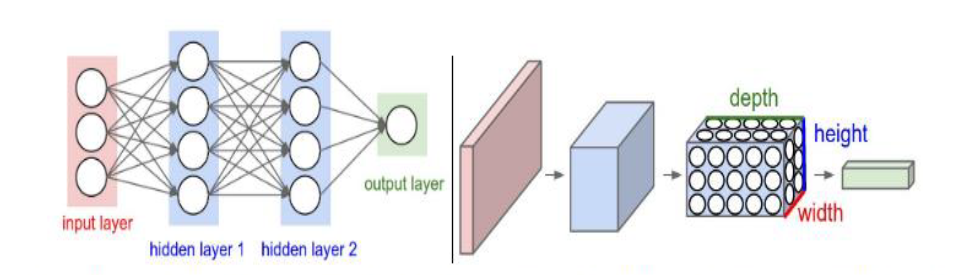 input layer
hidden layer 1
hidden layer 2
output layer
depth
height
width